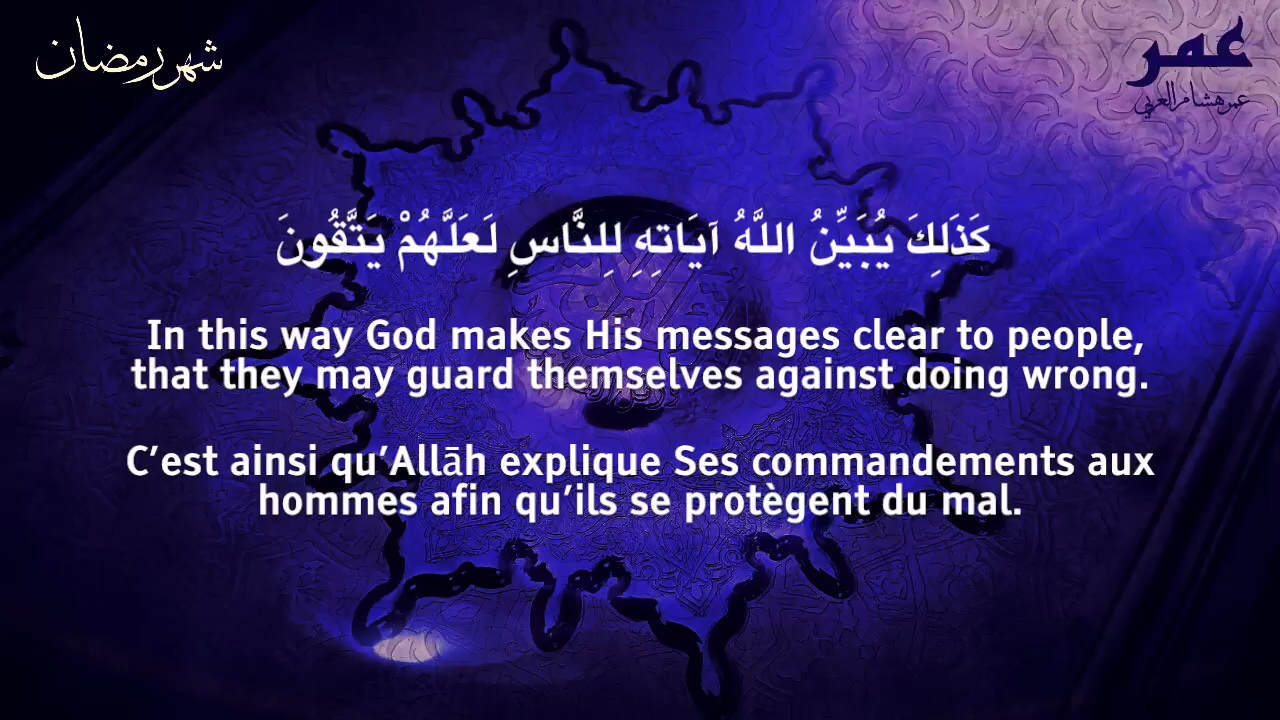 شهر رمضان
عمر
عمر هشام العربي
كَذَلِكَ يُبَيِّنُ اللَّهُ آيَاتِهِ لِلنَّاسِ لَعَلَّهُمْ يَتَّقُونَ
In this way God makes His messages clear to people,
that they may guard themselves against doing wrong.
C’est ainsi qu’Allāh explique Ses commandements aux
hommes afin qu’ils se protègent du mal.